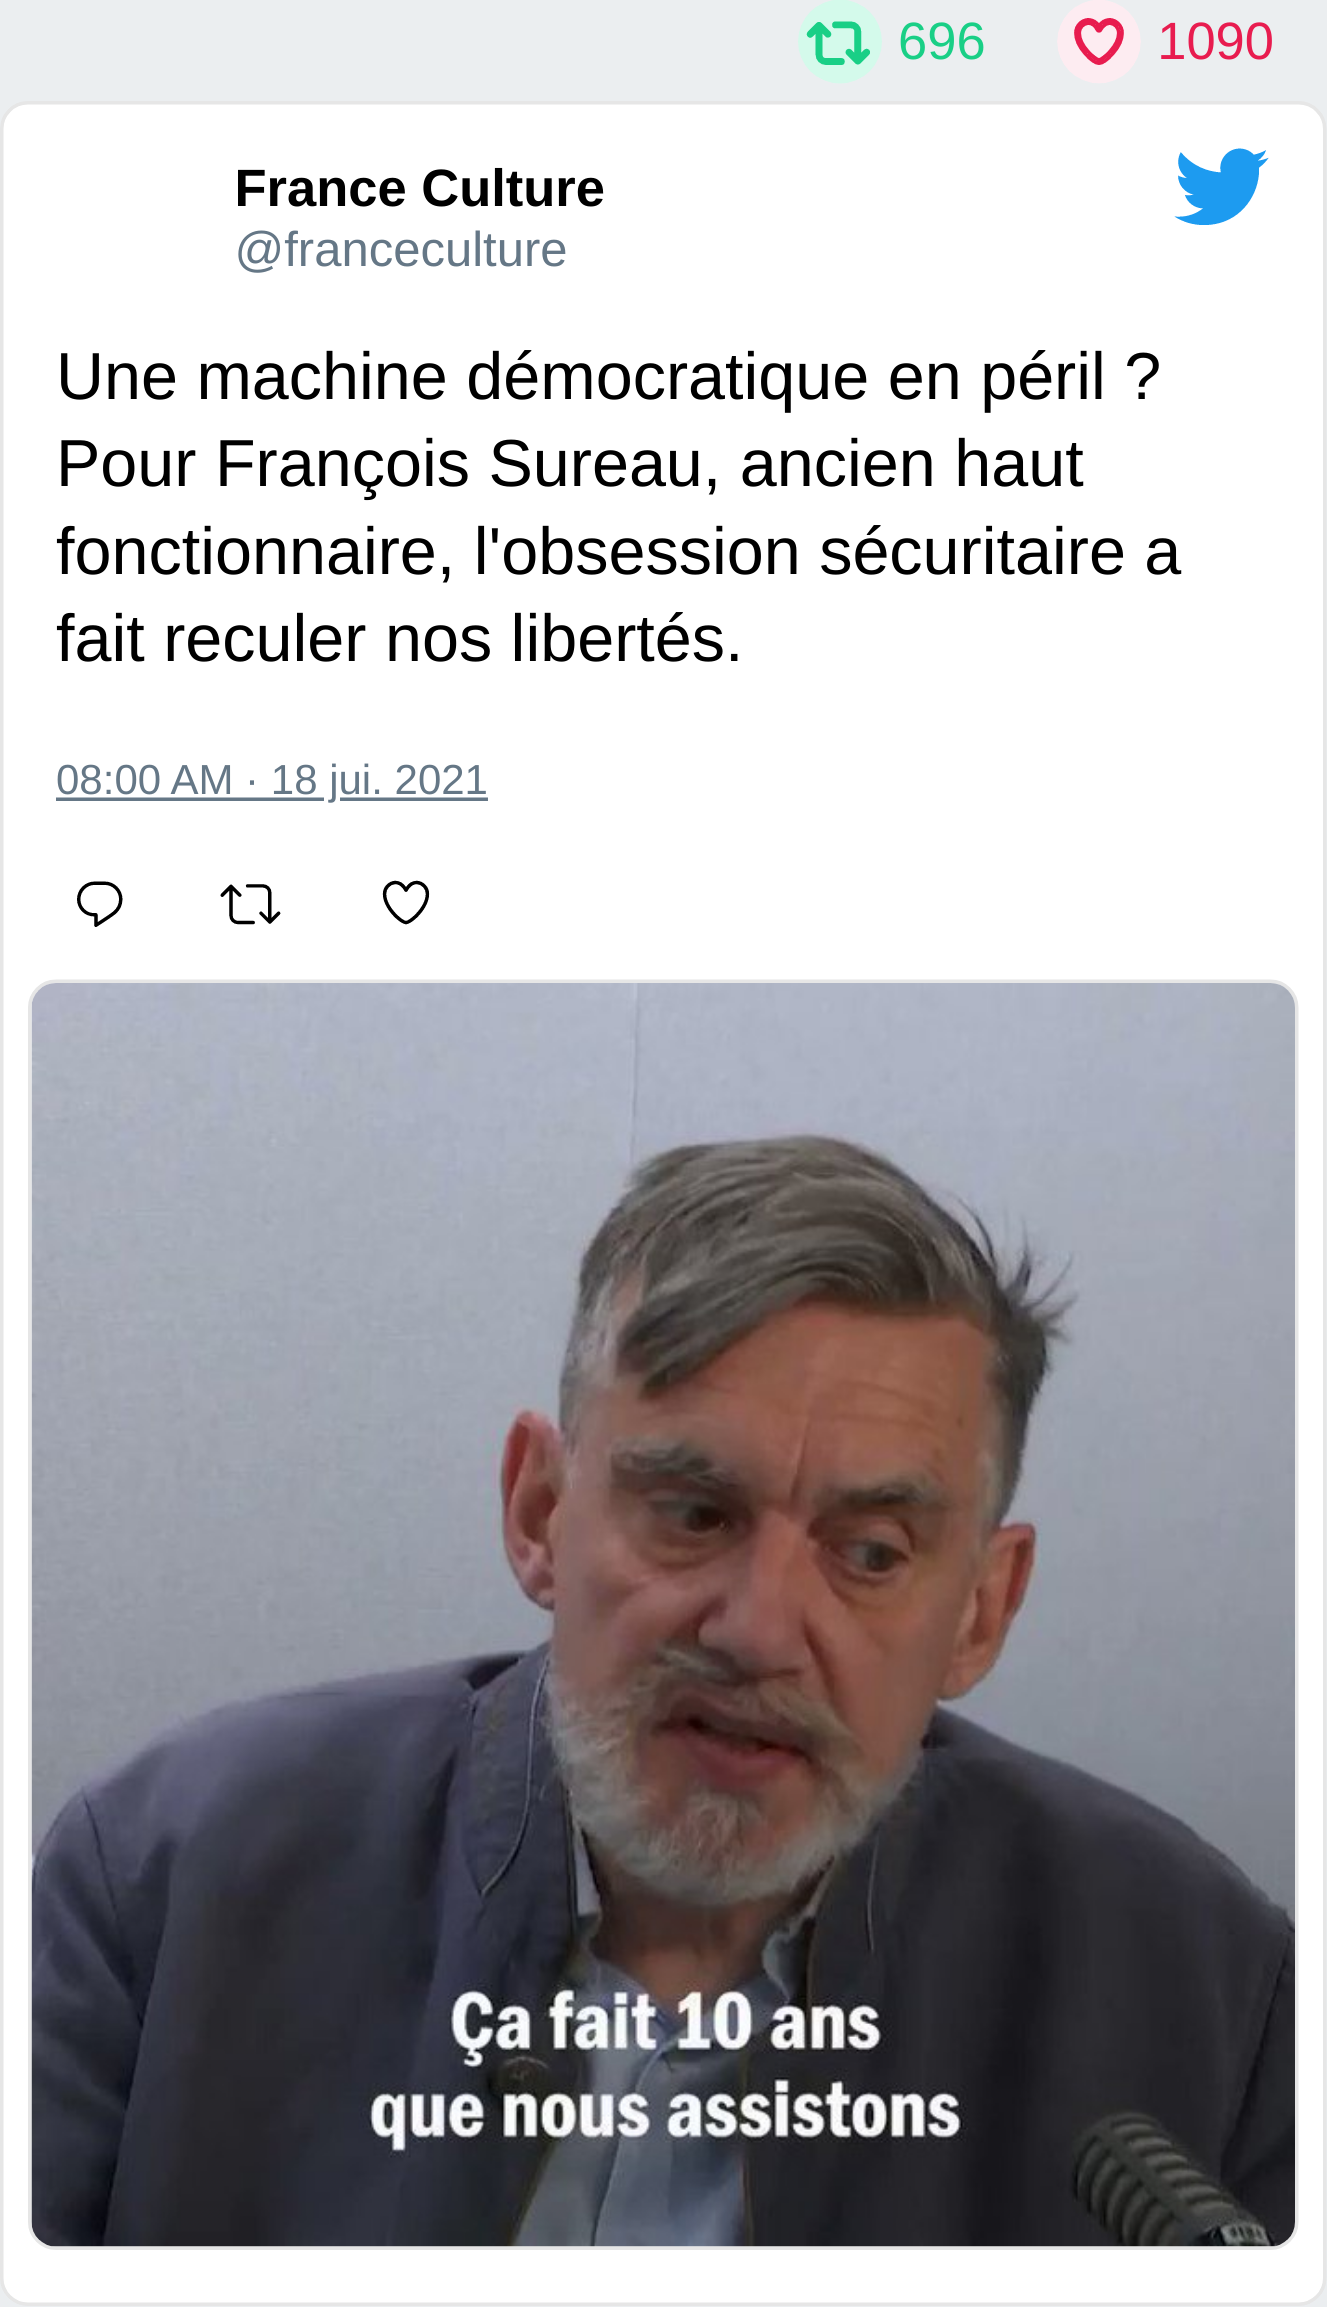 696 1090
France Culture
@franceculture
Une machine démocratique en péril ?
Pour François Sureau, ancien haut
fonctionnaire, l'obsession sécuritaire a
fait reculer nos libertés.
08:00 AM · 18 jui. 2021
Ça fait 10 ans
que nous assistons